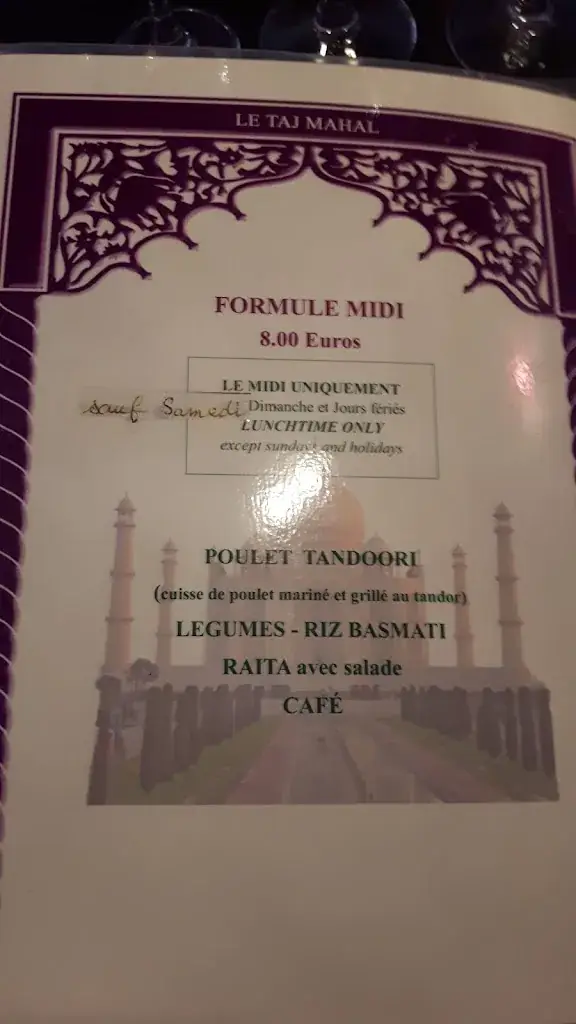 LE TAJ MAHAL
FORMULE MIDI
8.00 Euros
LE MIDI UNIQUEMENT
sauf Samedi Dimanche et Jours fériés
LUNCHTIME ONLY
except sundays and holidays
POULET TANDOORI
(cuisse de poulet mariné et grillé au tandor)
LEGUMES - RIZ BASMATI
RAITA avec salade
CAFÉ